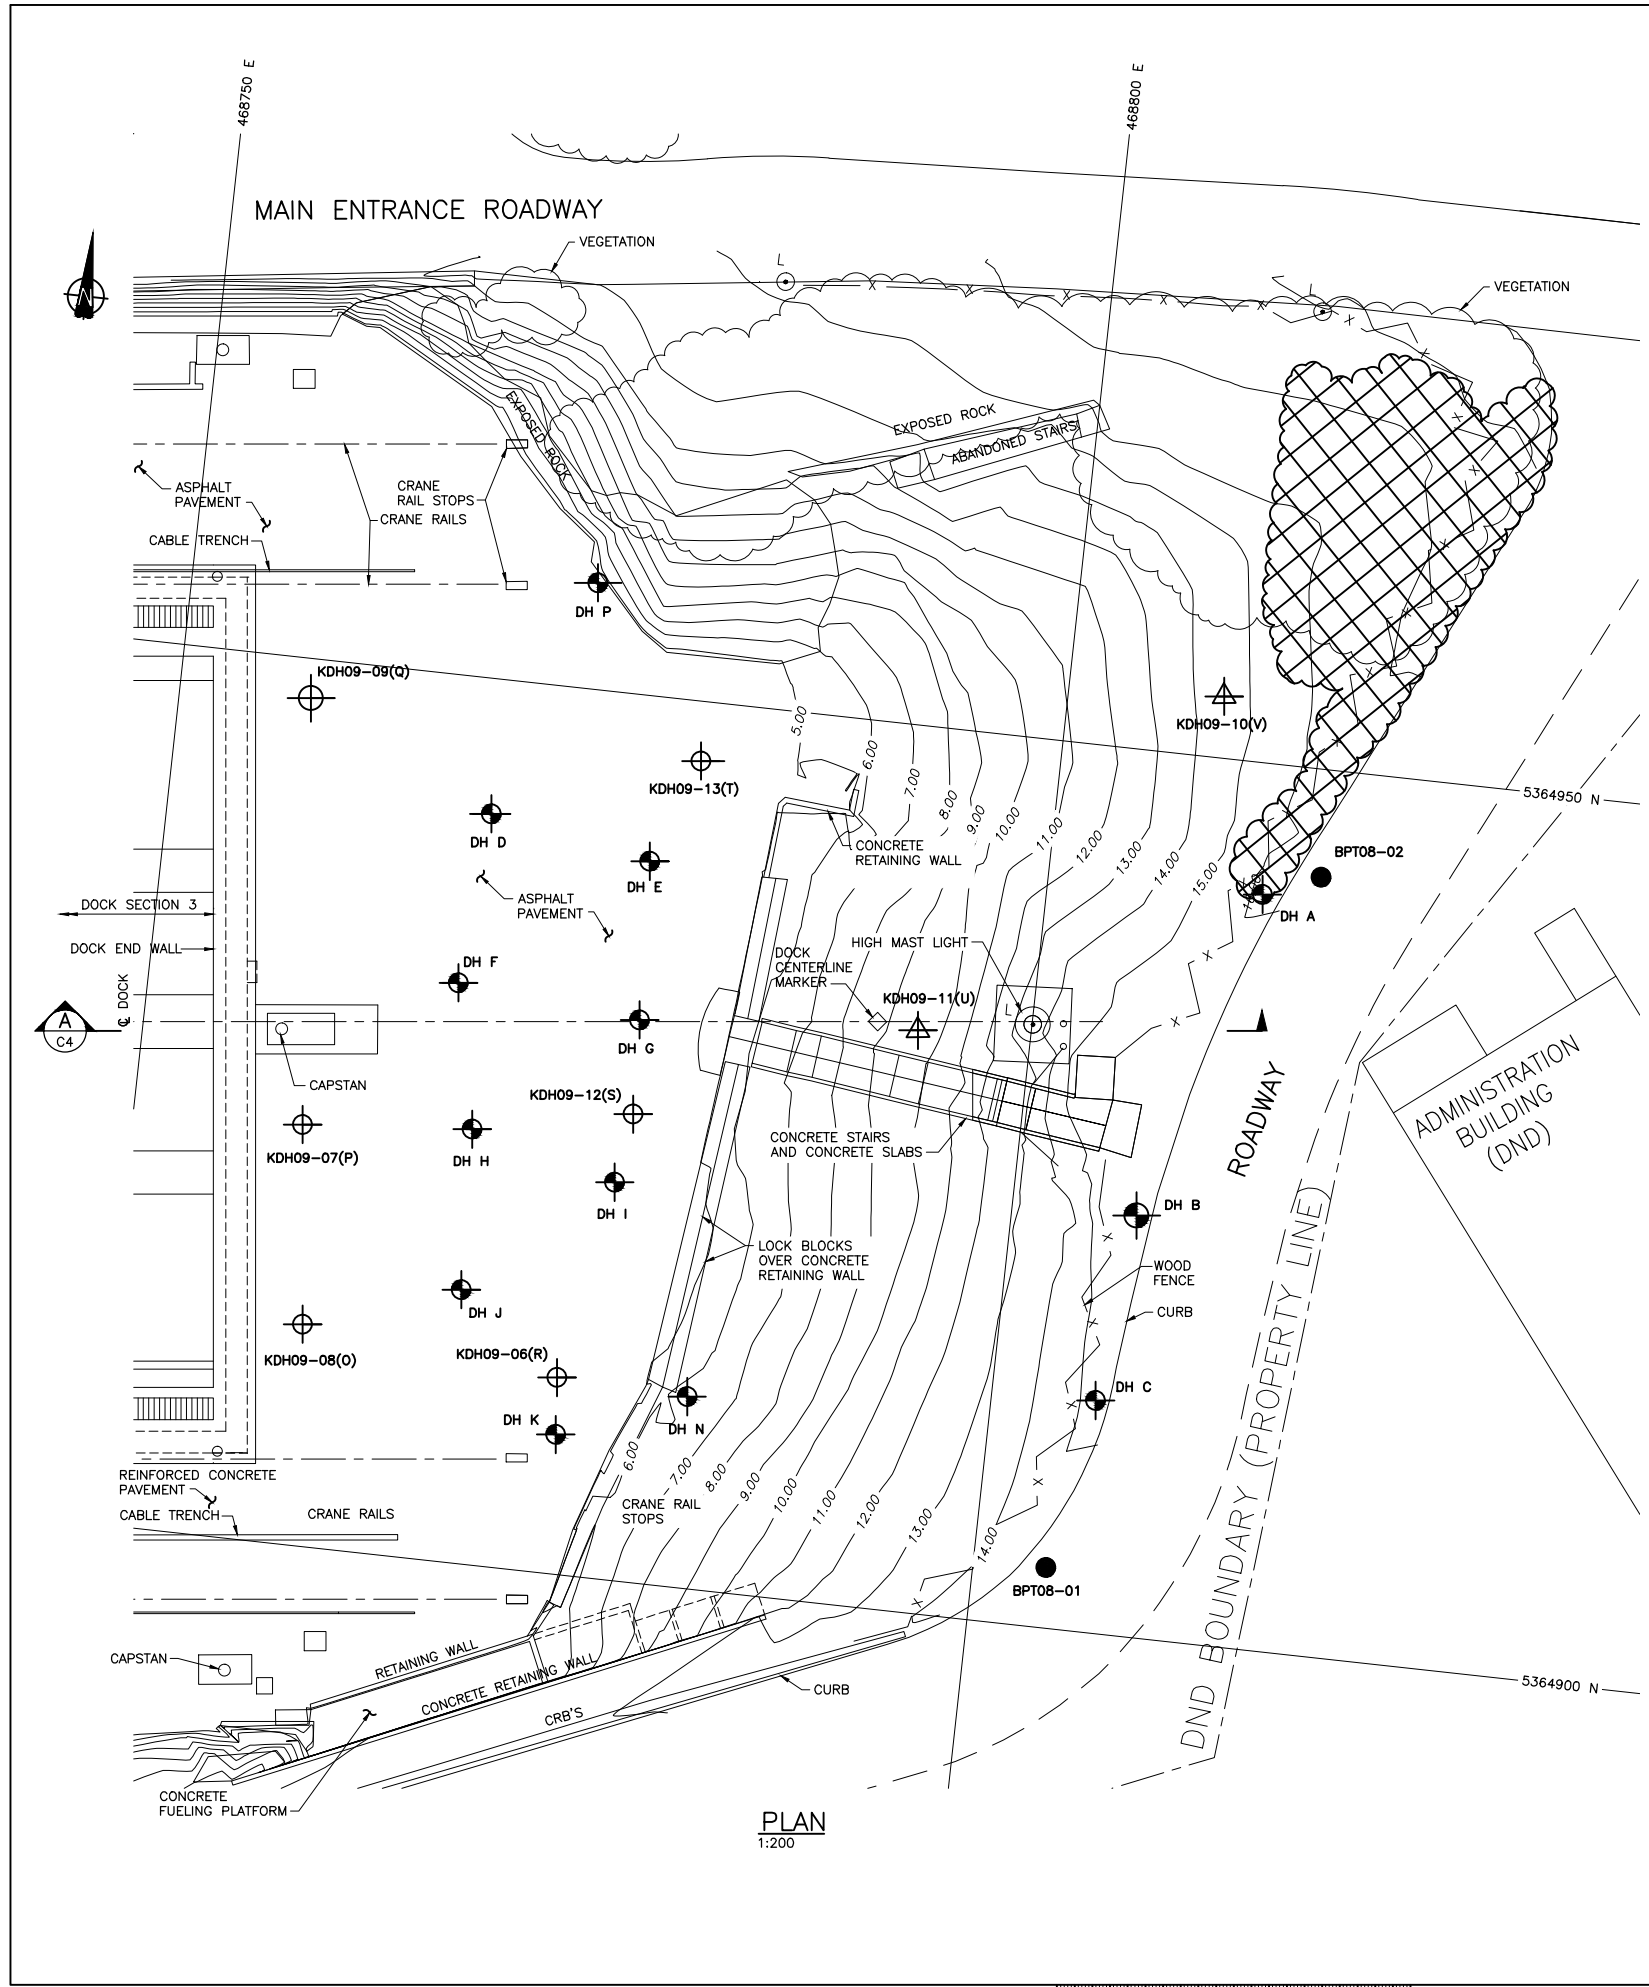 468750 E
468800 E
MAIN ENTRANCE ROADWAY
VEGETATION
L
L
VEGETATION
N
EXPOSED ROCK
EXPOSED ROCK
ABANDONED STAIRS
ASPHALT
PAVEMENT
CRANE
RAIL STOPS
CRANE RAILS
CABLE TRENCH
DH P
KDH09-09(Q)
KDH09-10(V)
5.00
6.00
7.00
8.00
9.00
10.00
11.00
12.00
13.00
14.00
15.00
KDH09-13(T)
5364950 N
DH D
DH E
CONCRETE
RETAINING WALL
BPT08-02
DH A
DOCK SECTION 3
ASPHALT
PAVEMENT
DOCK END WALL
DH F
DOCK
CENTERLINE
MARKER
HIGH MAST LIGHT
KDH09-11(U)
L
A
C4
℄ DOCK
DH G
CAPSTAN
KDH09-12(S)
KDH09-07(P)
DH H
CONCRETE STAIRS
AND CONCRETE SLABS
ROADWAY
ADMINISTRATION
BUILDING
(DND)
DH I
DH B
LOCK BLOCKS
OVER CONCRETE
RETAINING WALL
WOOD
FENCE
CURB
DH J
KDH09-08(O)
KDH09-06(R)
DH C
DH K
DH N
6.00
7.00
8.00
9.00
10.00
11.00
12.00
13.00
14.00
REINFORCED CONCRETE
PAVEMENT
CABLE TRENCH
CRANE RAILS
CRANE RAIL
STOPS
BPT08-01
DND BOUNDARY (PROPERTY LINE)
CAPSTAN
RETAINING WALL
CONCRETE RETAINING WALL
CURB
CRB'S
5364900 N
CONCRETE
FUELING PLATFORM
PLAN
1:200